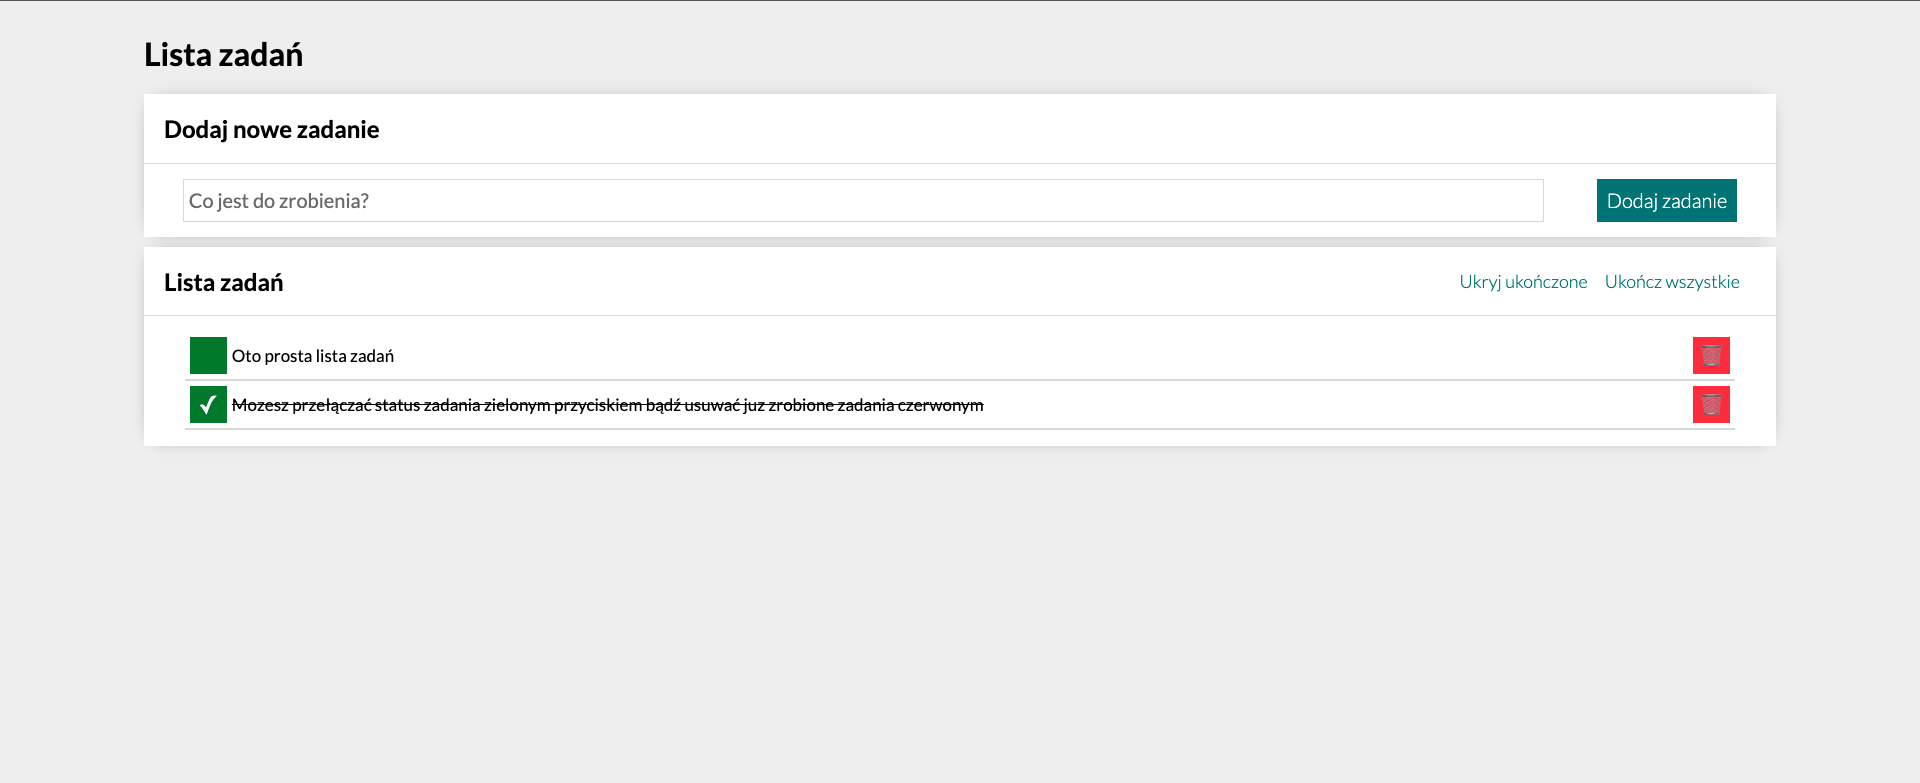 Lista zadań
Dodaj nowe zadanie
Co jest do zrobienia?
Dodaj zadanie
Lista zadań
Ukryj ukończone
Ukończ wszystkie
Oto prosta lista zadań
Mozesz przełączać status zadania zielonym przyciskiem bądź usuwać juz zrobione zadania czerwonym